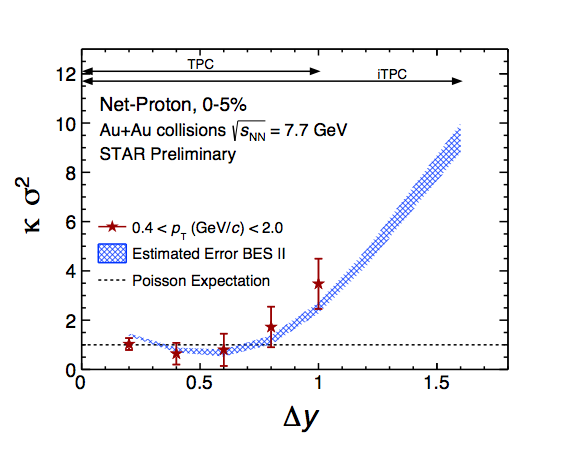 TPC
iTPC
Net-Proton, 0-5%
Au+Au collisions √sNN = 7.7 GeV
STAR Preliminary
0.4 < pT (GeV/c) < 2.0
Estimated Error BES II
Poisson Expectation
κ σ²
12
10
8
6
4
2
0
0 0.5 1 1.5
Δy